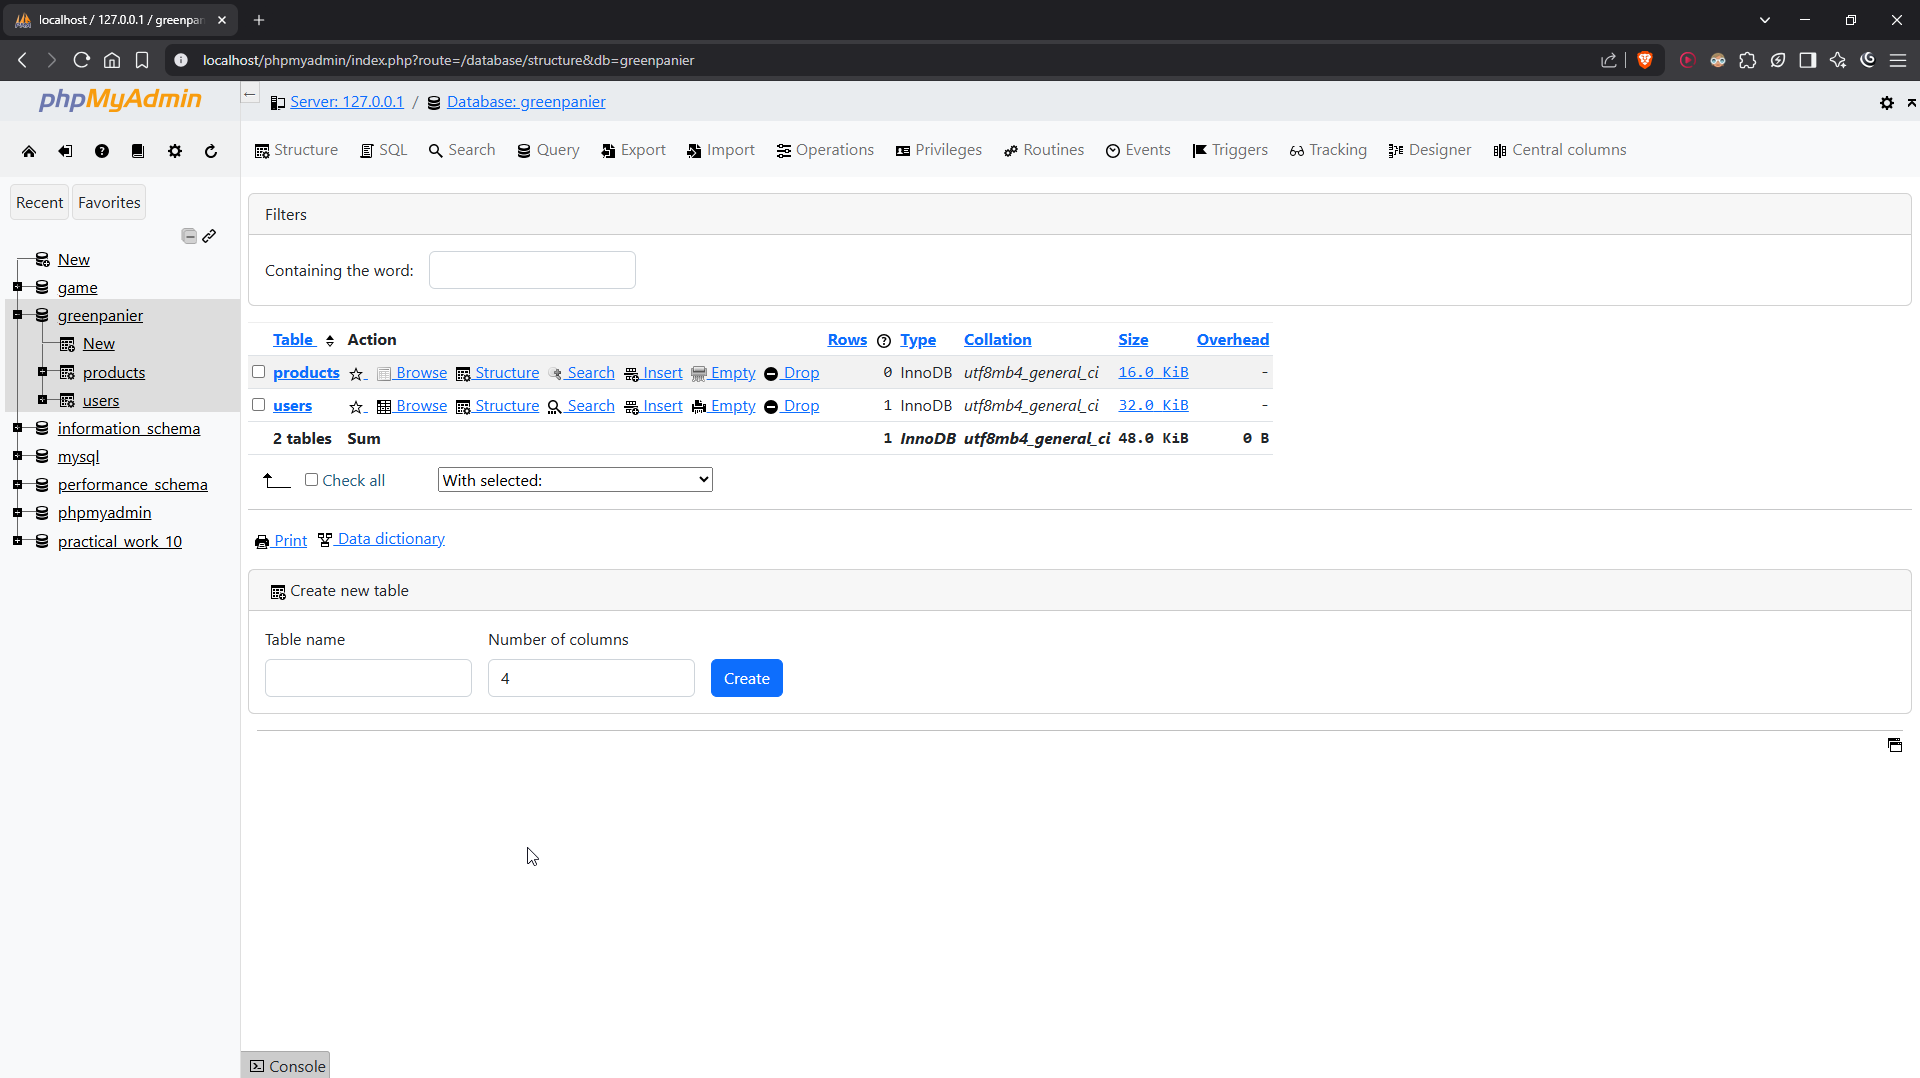 localhost / 127.0.0.1 / greenpan
localhost/phpmyadmin/index.php?route=/database/structure&db=greenpanier
phpMyAdmin
Server: 127.0.0.1 / Database: greenpanier
Structure SQL Search Query Export Import Operations Privileges Routines Events Triggers Tracking Designer Central columns
Recent Favorites
New
game
greenpanier
New
products
users
information_schema
mysql
performance_schema
phpmyadmin
practical_work_10
Filters
Containing the word:
Table Action Rows Type Collation Size Overhead
products Browse Structure Search Insert Empty Drop 0 InnoDB utf8mb4_general_ci 16.0 KiB -
users Browse Structure Search Insert Empty Drop 1 InnoDB utf8mb4_general_ci 32.0 KiB -
2 tables Sum 1 InnoDB utf8mb4_general_ci 48.0 KiB 0 B
Check all With selected:
Print Data dictionary
Create new table
Table name Number of columns
4 Create
Console